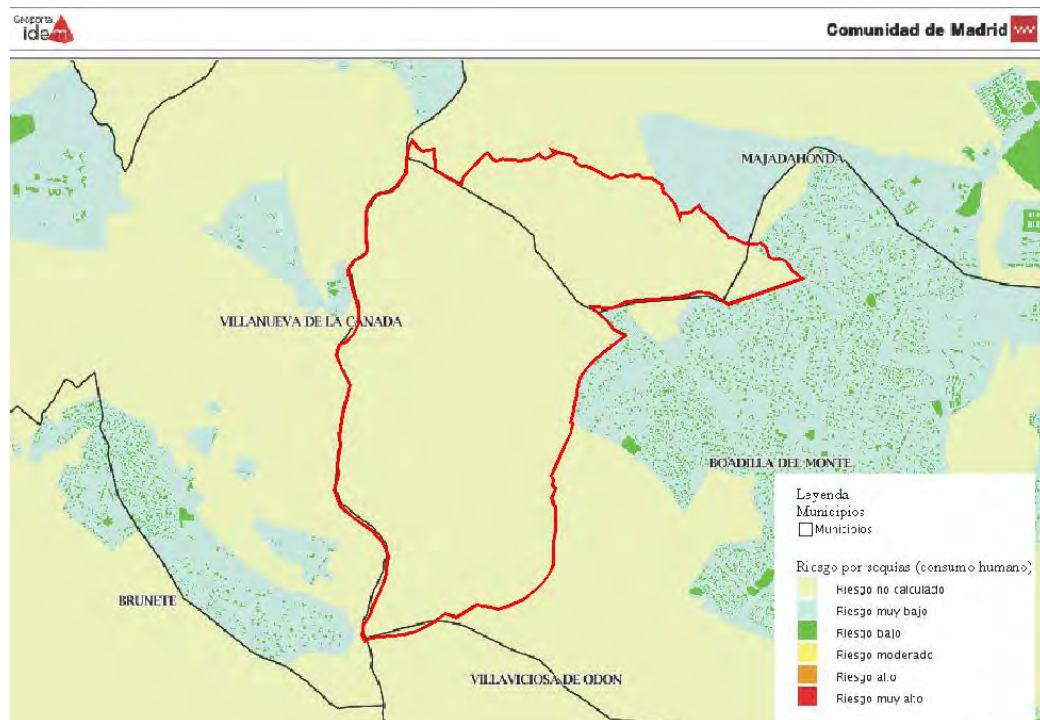 Geoportal
idem
Comunidad de Madrid
MAJADAHONDA
VILLANUEVA DE LA CANADA
BOADILLA DEL MONTE
BRUNETE
VILLAVICIOSA DE ODON
Leyenda
Municipios
Municipios
Riesgo por sequias (consumo humano)
Riesgo no calculado
Riesgo muy bajo
Riesgo bajo
Riesgo moderado
Riesgo alto
Riesgo muy alto